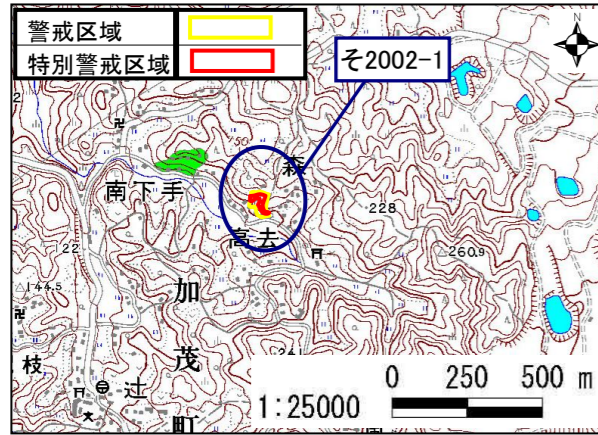 警戒区域
特別警戒区域
そ2002-1
N
森
南下手
高去
228
260.9
22
144.5
加
茂
町
枝
辻
261
0 250 500 m
1:25000